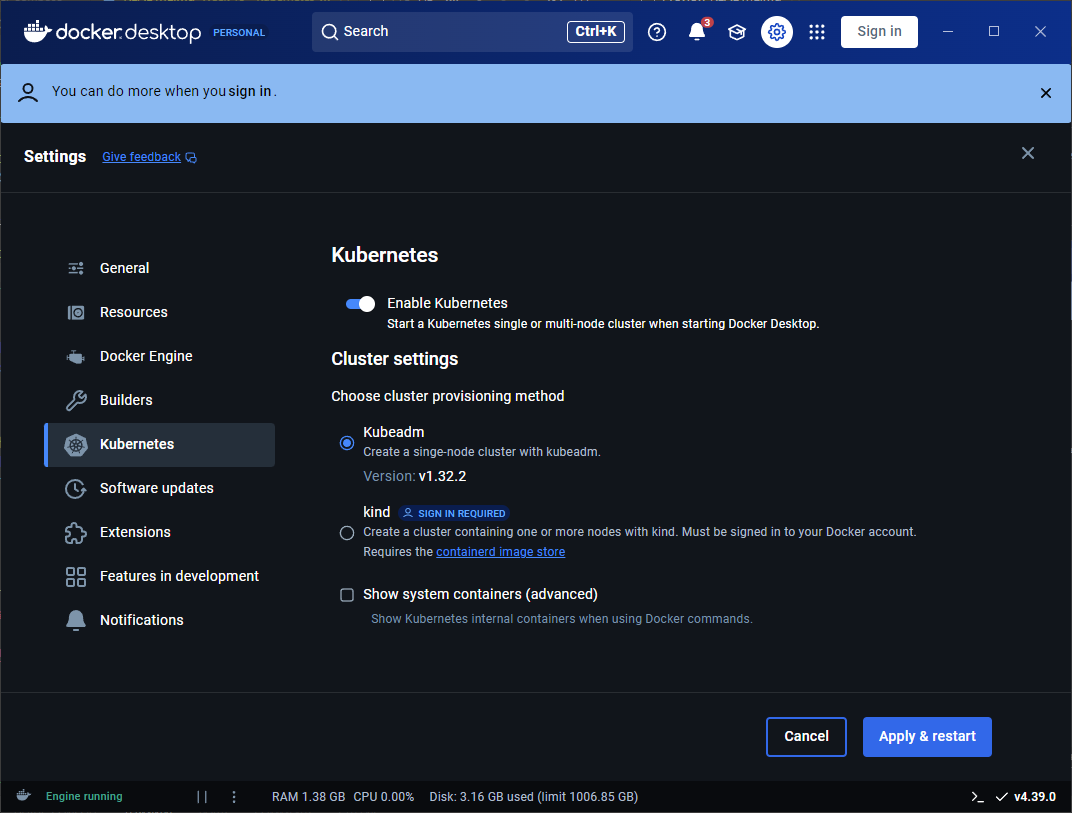 docker.desktop PERSONAL Search Ctrl+K 3 Sign in
You can do more when you sign in.
Settings Give feedback
Kubernetes
Enable Kubernetes
Start a Kubernetes single or multi-node cluster when starting Docker Desktop.
Cluster settings
Choose cluster provisioning method
Kubeadm
Create a singe-node cluster with kubeadm.
Version: v1.32.2
kind SIGN IN REQUIRED
Create a cluster containing one or more nodes with kind. Must be signed in to your Docker account.
Requires the containerd image store
Show system containers (advanced)
Show Kubernetes internal containers when using Docker commands.
General
Resources
Docker Engine
Builders
Kubernetes
Software updates
Extensions
Features in development
Notifications
Cancel Apply & restart
Engine running RAM 1.38 GB CPU 0.00% Disk: 3.16 GB used (limit 1006.85 GB) v4.39.0